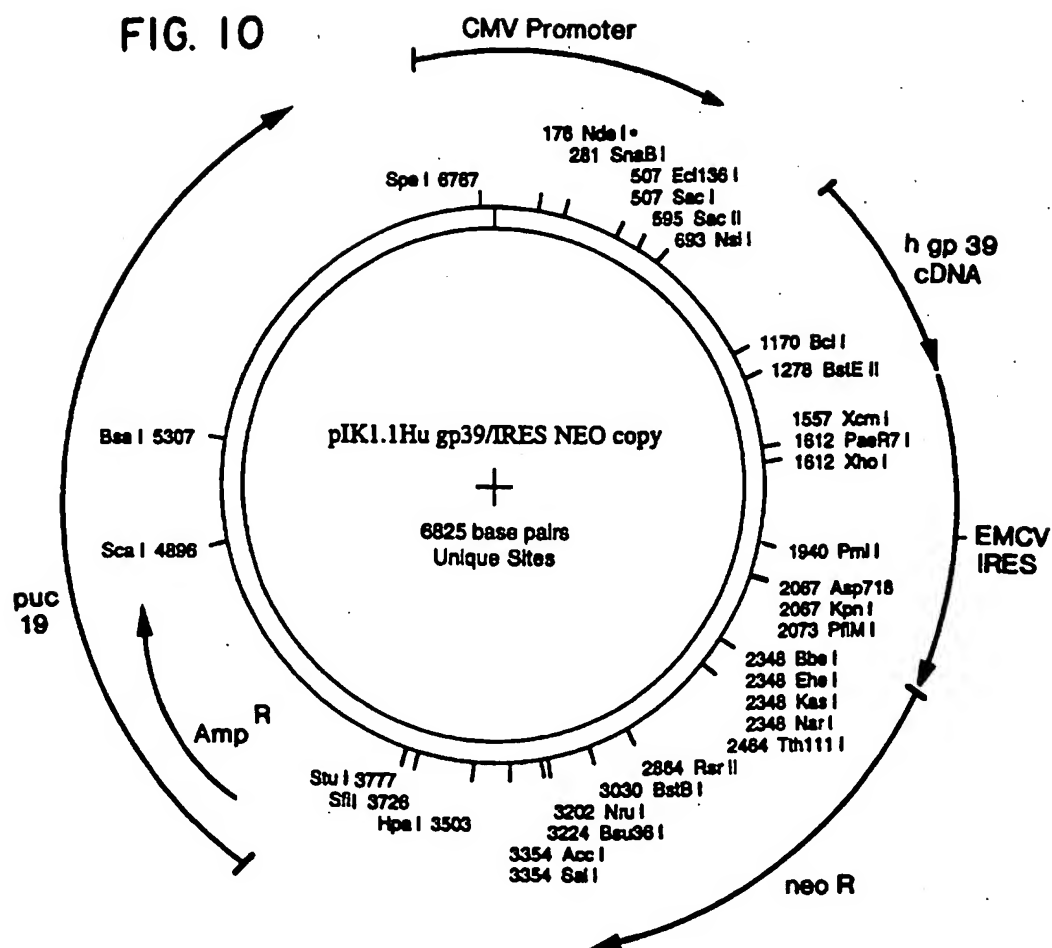 FIG. 10
CMV Promoter
176 Nde I •
281 SnaB I
507 Ecl136 I
507 Sac I
595 Sac II
693 Nsi I
Spe I 6767
h gp 39
cDNA
1170 Bcl I
1278 BstE II
1557 Xcm I
1612 PaeR7 I
1612 Xho I
Bsa I 5307
pIK1.1Hu gp39/IRES NEO copy
6825 base pairs
Unique Sites
Sca I 4896
1940 Pml I
EMCV
IRES
2067 Asp718
2067 Kpn I
2073 PflM I
puc
19
2348 Bbe I
2348 Ehe I
2348 Kas I
2348 Nar I
2464 Tth111 I
Amp R
2884 Rsr II
3030 BstB I
3202 Nru I
3224 Bsu36 I
3354 Acc I
3354 Sal I
Stu I 3777
Sfi I 3726
Hpa I 3503
neo R